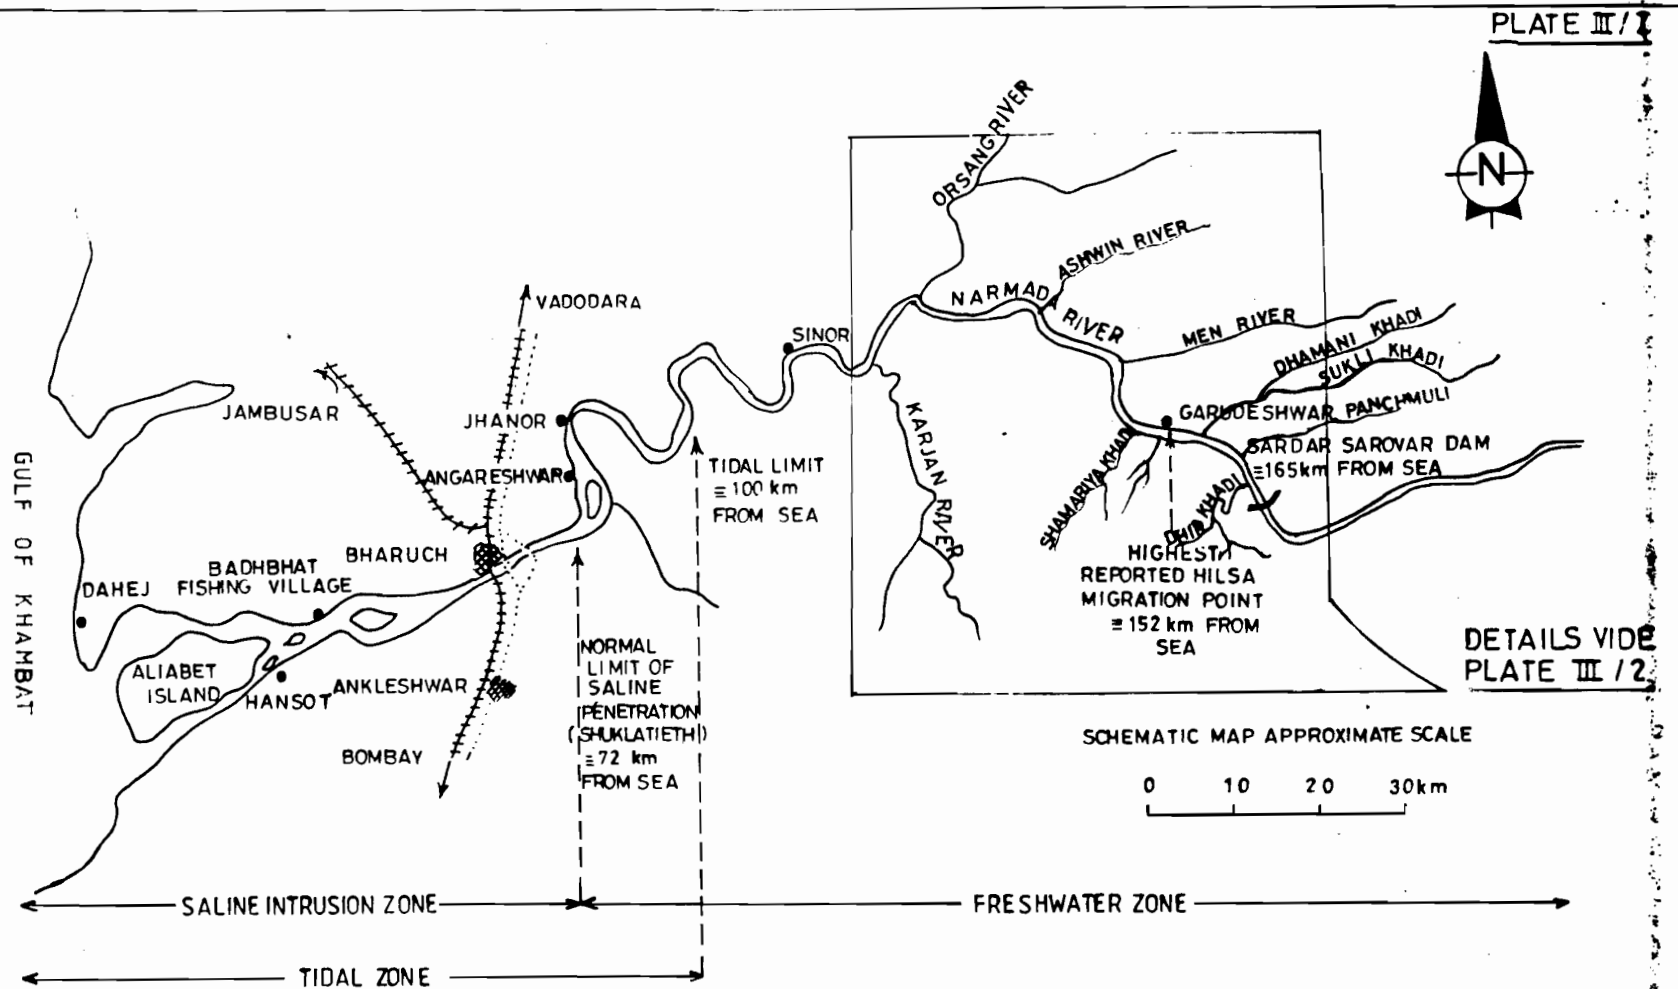 PLATE III/1
N
ORSANG RIVER
ASHWIN RIVER
NARMADA RIVER
MEN RIVER
DHAMANI KHADI
SUKLI KHADI
GARUDESHWAR PANCHMULI
SARDAR SAROVAR DAM
≅165km FROM SEA
SHAMARIYA KHADI
KHADI
KARJAN RIVER
HIGHEST
REPORTED HILSA
MIGRATION POINT
≅152 km FROM
SEA
VADODARA
SINOR
JAMBUSAR
JHANOR
ANGARESHWAR
TIDAL LIMIT
≅100 km
FROM SEA
GULF OF KHAMBAT
BHARUCH
BADHBHAT
FISHING VILLAGE
DAHEJ
ALIABET
ISLAND
HANSOT
ANKLESHWAR
BOMBAY
NORMAL
LIMIT OF
SALINE
PENETRATION
(SHUKLATIETH)
≅72 km
FROM SEA
DETAILS VIDE
PLATE III/2
SCHEMATIC MAP APPROXIMATE SCALE
0 10 20 30km
SALINE INTRUSION ZONE
FRESHWATER ZONE
TIDAL ZONE